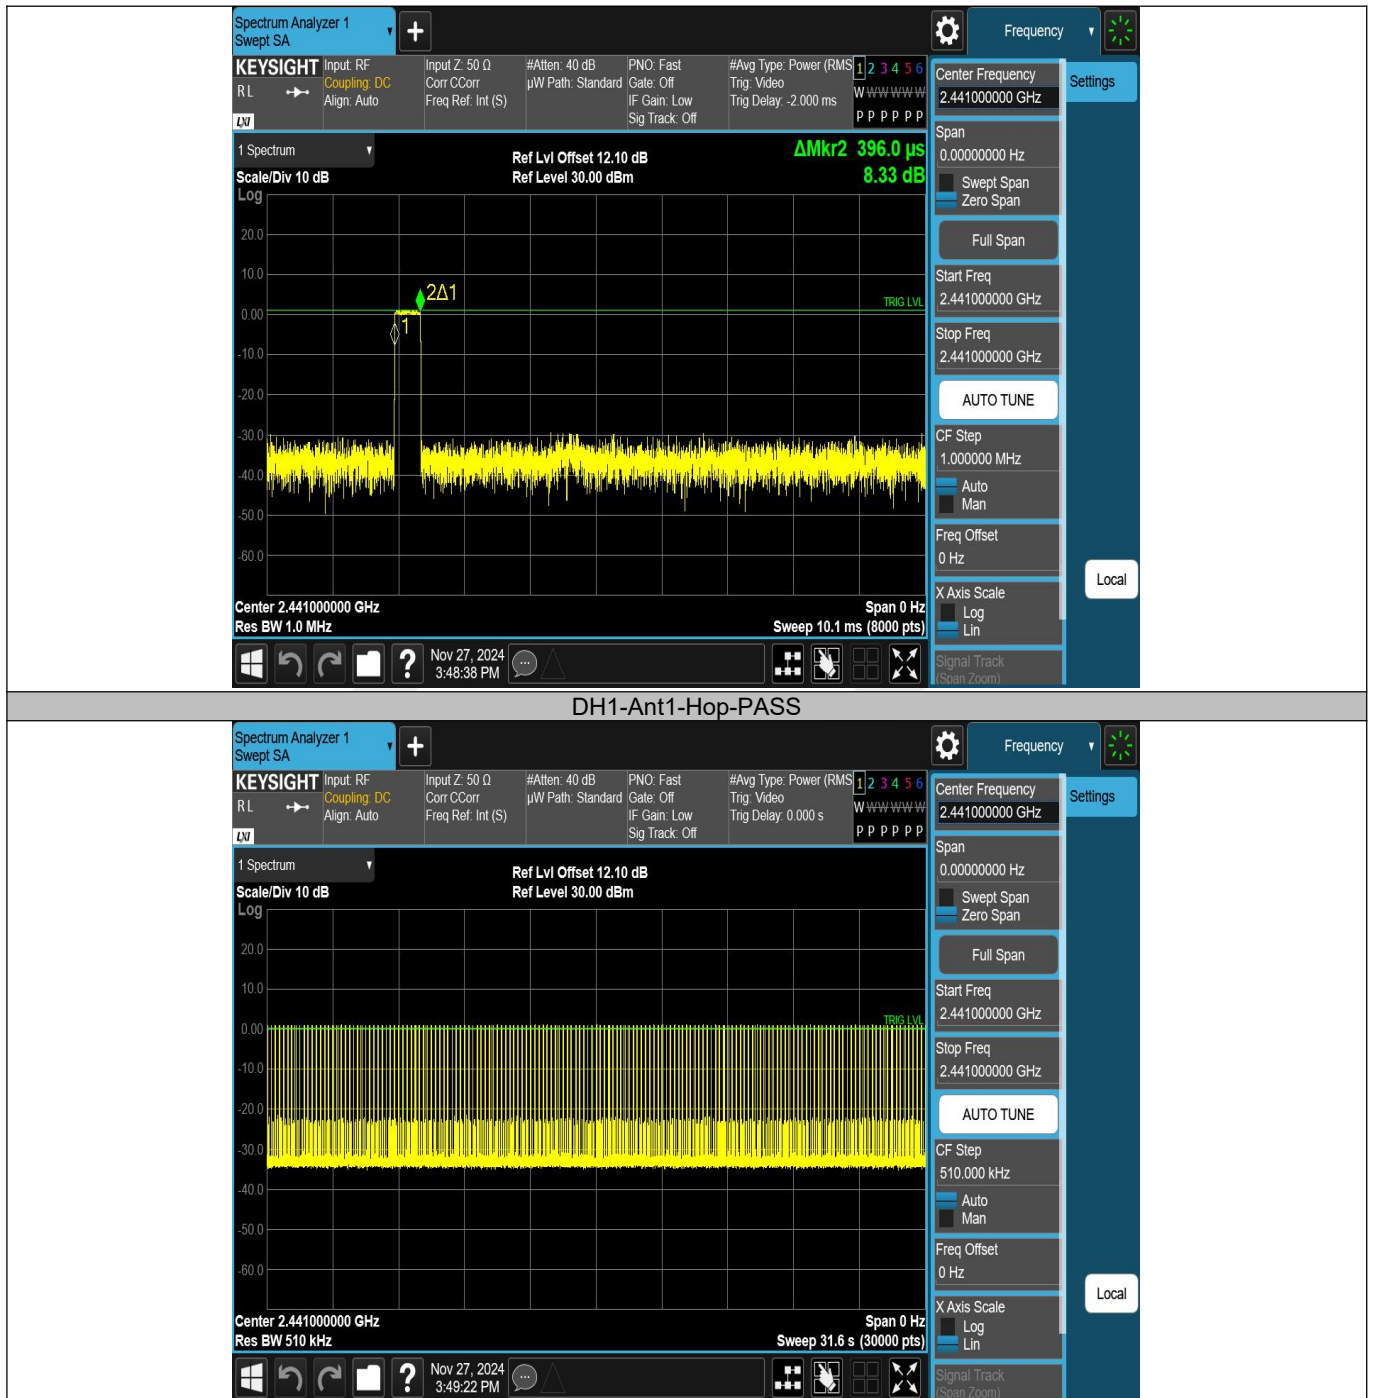 Spectrum Analyzer 1
Swept SA
Frequency
KEYSIGHT
R L
LXI
Input: RF
Coupling: DC
Align: Auto
Input Z: 50 Ω
Corr CCorr
Freq Ref: Int (S)
#Atten: 40 dB
µW Path: Standard
PNO: Fast
Gate: Off
IF Gain: Low
Sig Track: Off
#Avg Type: Power (RMS
Trig: Video
Trig Delay: -2.000 ms
1 2 3 4 5 6
W W W W W W
P P P P P P
Center Frequency
2.441000000 GHz
Settings
1 Spectrum
Scale/Div 10 dB
Ref Lvl Offset 12.10 dB
Ref Level 30.00 dBm
ΔMkr2 396.0 µs
8.33 dB
Log
20.0
10.0
0.00
-10.0
-20.0
-30.0
-40.0
-50.0
-60.0
2Δ1
1
TRIG LVL
Span
0.00000000 Hz
Swept Span
Zero Span
Full Span
Start Freq
2.441000000 GHz
Stop Freq
2.441000000 GHz
AUTO TUNE
CF Step
1.000000 MHz
Auto
Man
Freq Offset
0 Hz
Local
X Axis Scale
Log
Lin
Signal Track
(Span Zoom)
Center 2.441000000 GHz
Res BW 1.0 MHz
Span 0 Hz
Sweep 10.1 ms (8000 pts)
Nov 27, 2024
3:48:38 PM
DH1-Ant1-Hop-PASS
Spectrum Analyzer 1
Swept SA
Frequency
KEYSIGHT
R L
LXI
Input: RF
Coupling: DC
Align: Auto
Input Z: 50 Ω
Corr CCorr
Freq Ref: Int (S)
#Atten: 40 dB
µW Path: Standard
PNO: Fast
Gate: Off
IF Gain: Low
Sig Track: Off
#Avg Type: Power (RMS
Trig: Video
Trig Delay: 0.000 s
1 2 3 4 5 6
W W W W W W
P P P P P P
Center Frequency
2.441000000 GHz
Settings
1 Spectrum
Scale/Div 10 dB
Ref Lvl Offset 12.10 dB
Ref Level 30.00 dBm
Log
20.0
10.0
0.00
-10.0
-20.0
-30.0
-40.0
-50.0
-60.0
TRIG LVL
Span
0.00000000 Hz
Swept Span
Zero Span
Full Span
Start Freq
2.441000000 GHz
Stop Freq
2.441000000 GHz
AUTO TUNE
CF Step
510.000 kHz
Auto
Man
Freq Offset
0 Hz
Local
X Axis Scale
Log
Lin
Signal Track
(Span Zoom)
Center 2.441000000 GHz
Res BW 510 kHz
Span 0 Hz
Sweep 31.6 s (30000 pts)
Nov 27, 2024
3:49:22 PM